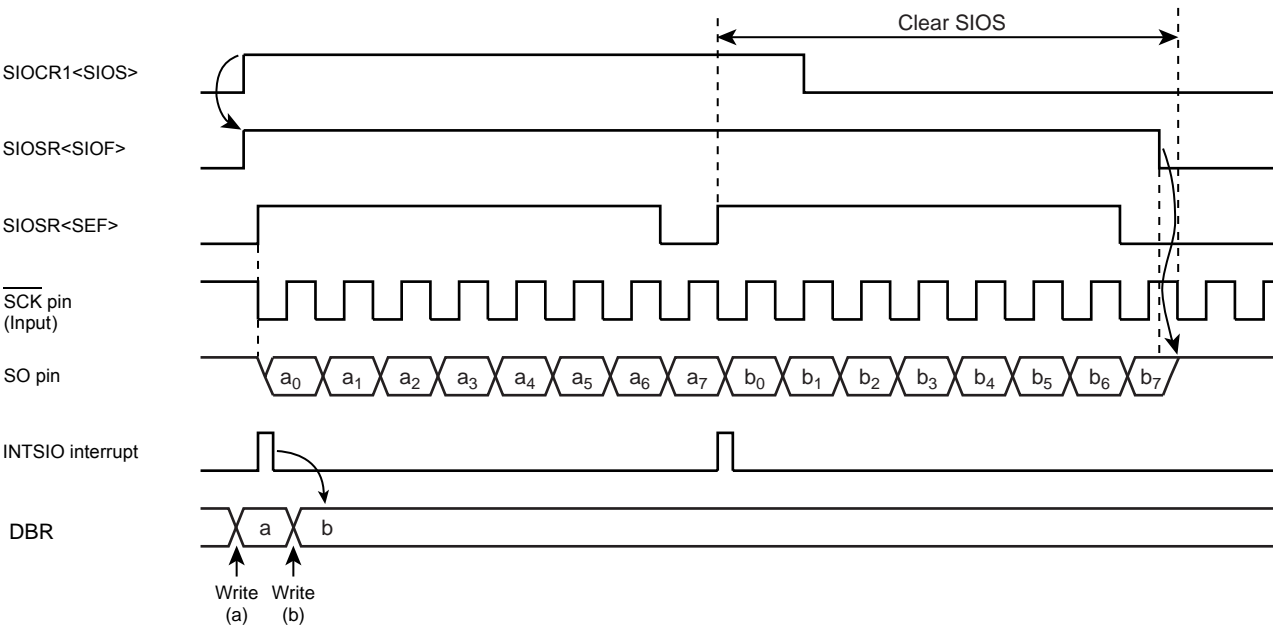 Clear SIOS
SIOCR1<SIOS>
SIOSR<SIOF>
SIOSR<SEF>
SCK pin
(Input)
SO pin
a0 a1 a2 a3 a4 a5 a6 a7 b0 b1 b2 b3 b4 b5 b6 b7
INTSIO interrupt
DBR
a b
Write Write
(a) (b)